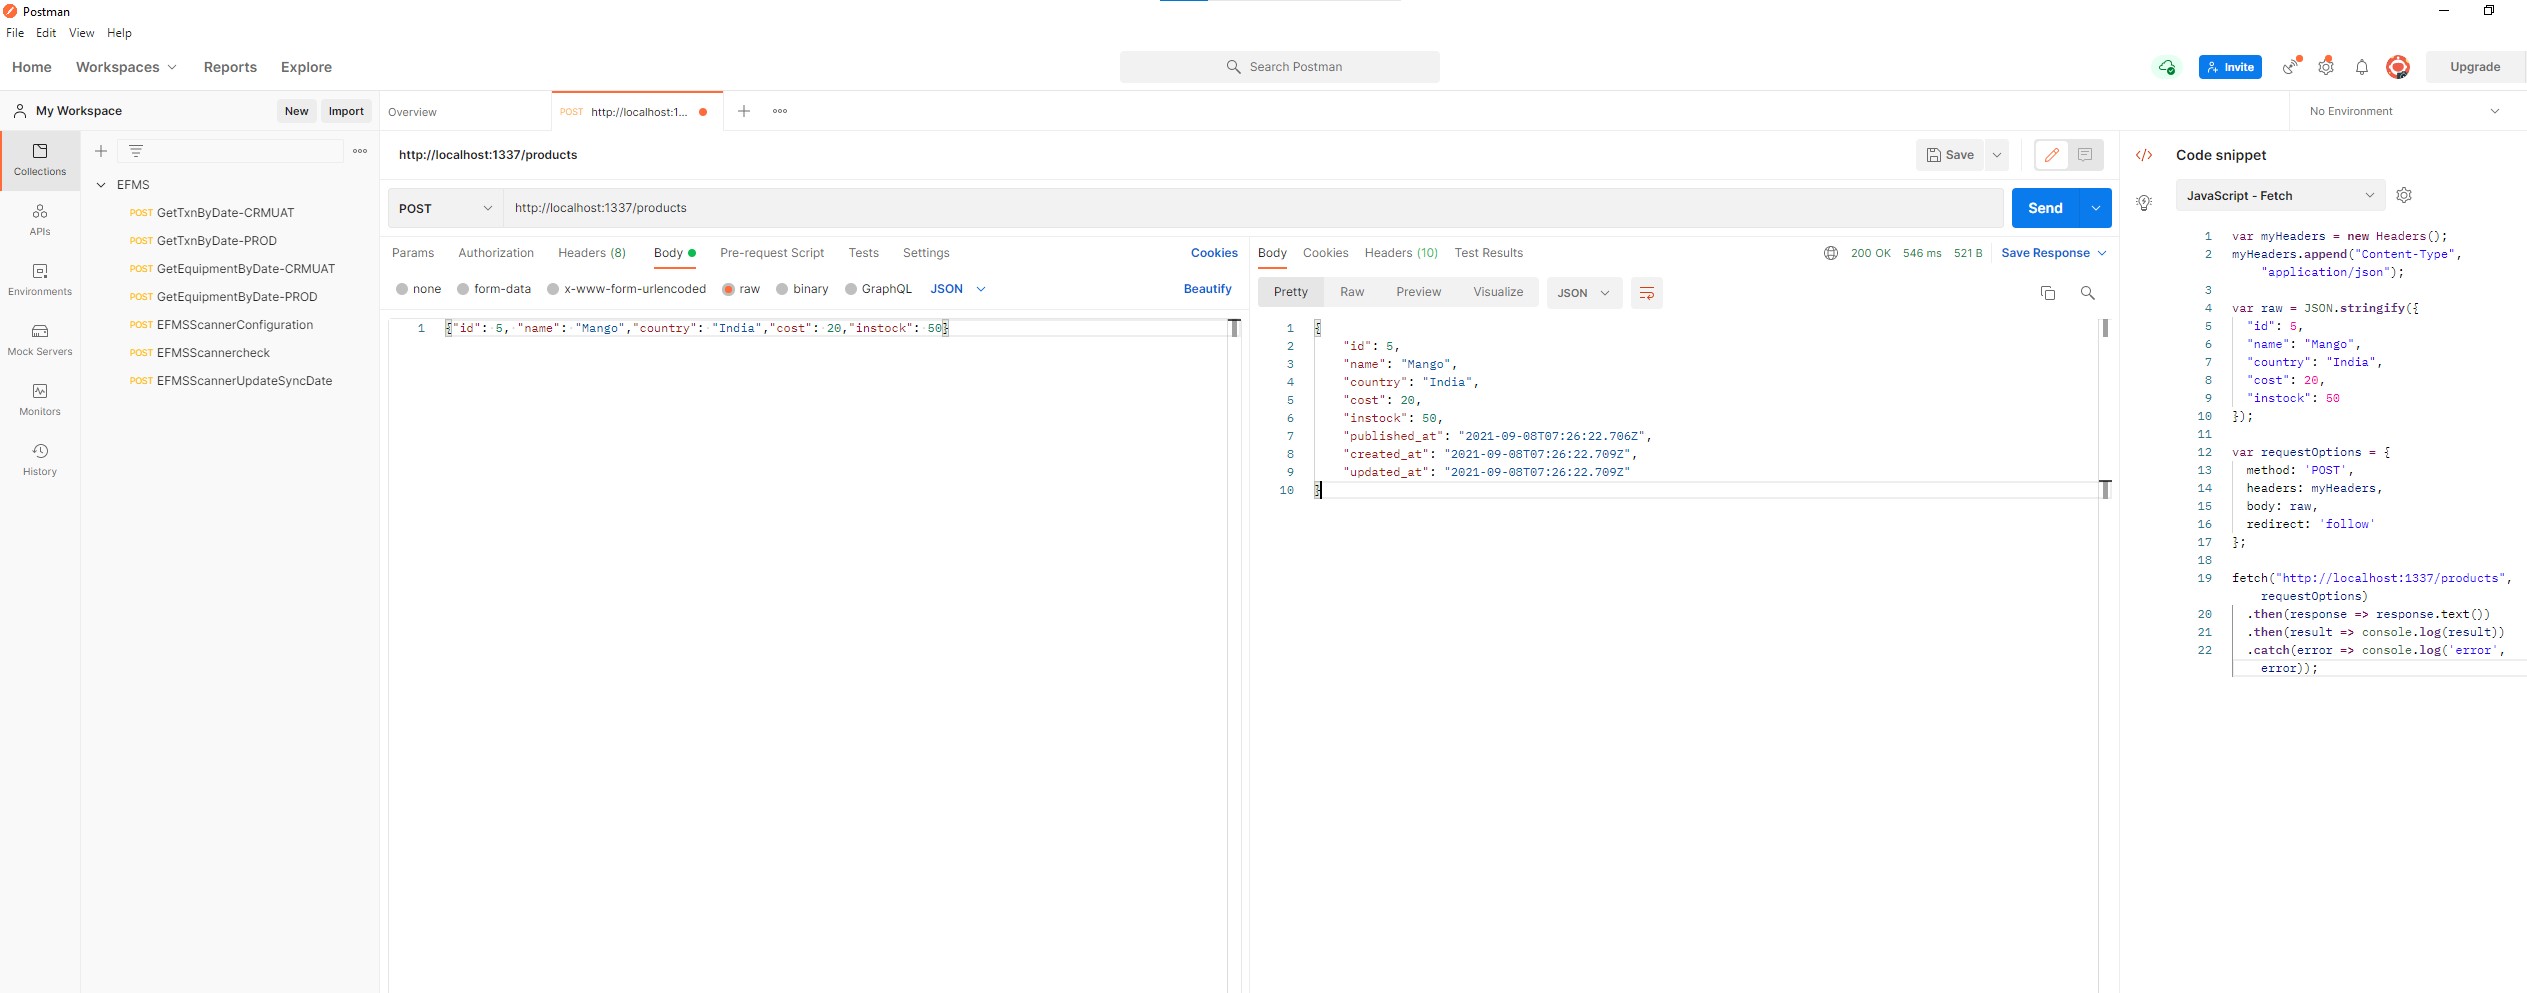 Postman
File Edit View Help
Home Workspaces Reports Explore
Search Postman
Invite
Upgrade
My Workspace
New Import
Overview
POST http://localhost:1...
No Environment
Collections
APIs
Environments
Mock Servers
Monitors
History
EFMS
POST GetTxnByDate-CRMUAT
POST GetTxnByDate-PROD
POST GetEquipmentByDate-CRMUAT
POST GetEquipmentByDate-PROD
POST EFMSScannerConfiguration
POST EFMSScannercheck
POST EFMSScannerUpdateSyncDate
http://localhost:1337/products
Save
POST http://localhost:1337/products
Send
Params Authorization Headers (8) Body Pre-request Script Tests Settings Cookies
none form-data x-www-form-urlencoded raw binary GraphQL JSON Beautify
1 {"id": 5, "name": "Mango","country": "India","cost": 20,"instock": 50}
Body Cookies Headers (10) Test Results 200 OK 546 ms 521 B Save Response
Pretty Raw Preview Visualize JSON
1 {
2 "id": 5,
3 "name": "Mango",
4 "country": "India",
5 "cost": 20,
6 "instock": 50,
7 "published_at": "2021-09-08T07:26:22.706Z",
8 "created_at": "2021-09-08T07:26:22.709Z",
9 "updated_at": "2021-09-08T07:26:22.709Z"
10 }
</> Code snippet
JavaScript - Fetch
1 var myHeaders = new Headers();
2 myHeaders.append("Content-Type",
"application/json");
3
4 var raw = JSON.stringify({
5 "id": 5,
6 "name": "Mango",
7 "country": "India",
8 "cost": 20,
9 "instock": 50
10 });
11
12 var requestOptions = {
13 method: 'POST',
14 headers: myHeaders,
15 body: raw,
16 redirect: 'follow'
17 };
18
19 fetch("http://localhost:1337/products",
requestOptions)
20 .then(response => response.text())
21 .then(result => console.log(result))
22 .catch(error => console.log('error',
error));